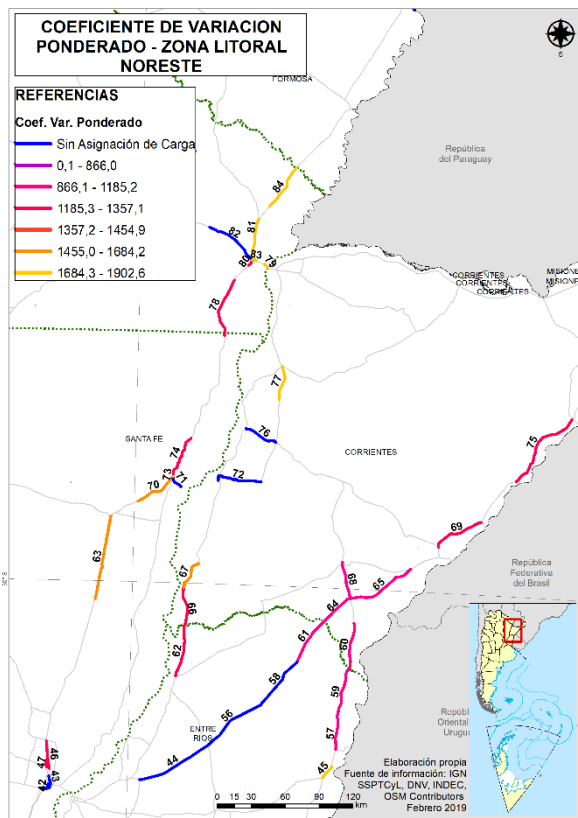 COEFICIENTE DE VARIACION
PONDERADO - ZONA LITORAL
NORESTE
S
FORMOSA
REFERENCIAS
Coef. Var. Ponderado
Sin Asignación de Carga
0,1 - 866,0
866,1 - 1185,2
1185,3 - 1357,1
1357,2 - 1454,9
1455,0 - 1684,2
1684,3 - 1902,6
República
del Paraguay
84
81
82
80
83
79
CORRIENTES
CORRIENTES
CORRIENTES
MISIONE
MISIONE
78
77
76
75
SANTA FE
74
CORRIENTES
73
72
71
70
69
63
68
República
Federativa
del Brasil
67
65
66
64
61
60
62
58
59
56
ENTRE
RIOS
57
Repúbl
Oriental
Urugua
46
47
44
45
43
42
Elaboración propia
Fuente de información: IGN
SSPTCyL, DNV, INDEC,
OSM Contributors
Febrero 2019
0 30 60 90 120
km